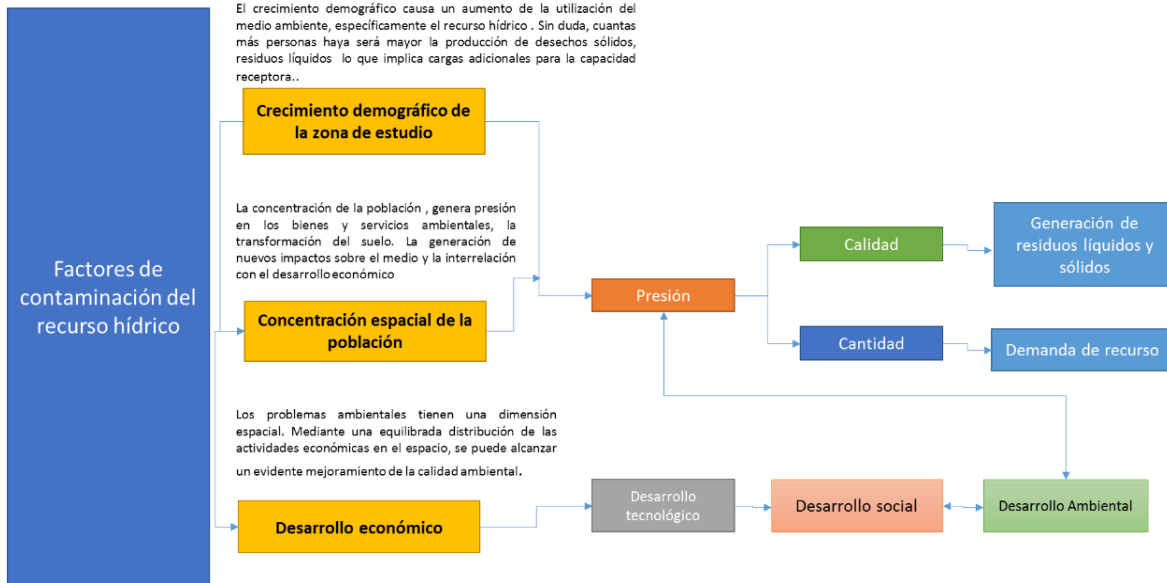 El crecimiento demográfico causa un aumento de la utilización del
medio ambiente, específicamente el recurso hídrico . Sin duda, cuantas
más personas haya será mayor la producción de desechos sólidos,
residuos líquidos lo que implica cargas adicionales para la capacidad
receptora..
Crecimiento demográfico de
la zona de estudio
La concentración de la población , genera presión
en los bienes y servicios ambientales, la
transformación del suelo. La generación de
nuevos impactos sobre el medio y la interrelación
con el desarrollo económico
Factores de
contaminación del
recurso hídrico
Concentración espacial de la
población
Presión
Calidad
Generación de
residuos líquidos y
sólidos
Cantidad
Demanda de recurso
Los problemas ambientales tienen una dimensión
espacial. Mediante una equilibrada distribución de las
actividades económicas en el espacio, se puede alcanzar
un evidente mejoramiento de la calidad ambiental.
Desarrollo económico
Desarrollo
tecnológico
Desarrollo social
Desarrollo Ambiental